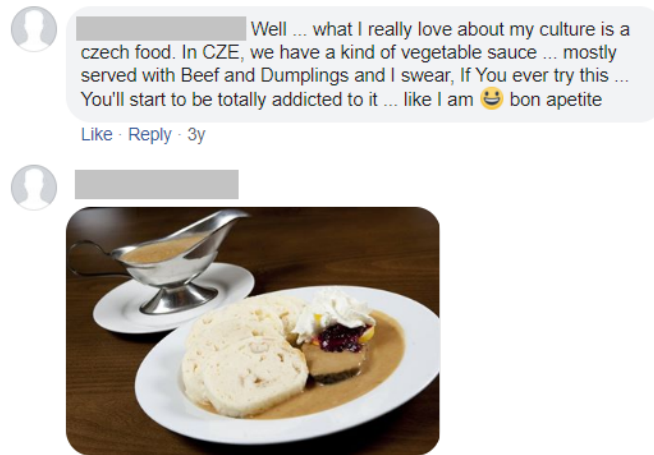 Well ... what I really love about my culture is a
czech food. In CZE, we have a kind of vegetable sauce ... mostly
served with Beef and Dumplings and I swear, If You ever try this ...
You'll start to be totally addicted to it ... like I am 😃 bon apetite
Like · Reply · 3y